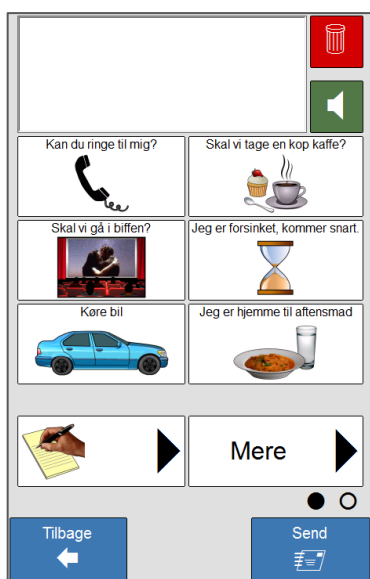 Kan du ringe til mig?
Skal vi tage en kop kaffe?
Skal vi gå i biffen?
Jeg er forsinket, kommer snart.
Køre bil
Jeg er hjemme til aftensmad
Mere
Tilbage
Send